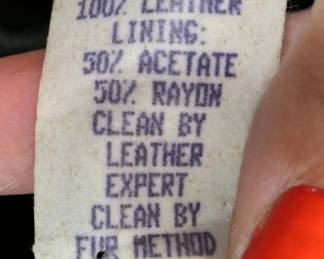 100% LEATHER
LINING:
50% ACETATE
50% RAYON
CLEAN BY
LEATHER
EXPERT
CLEAN BY
FUR METHOD